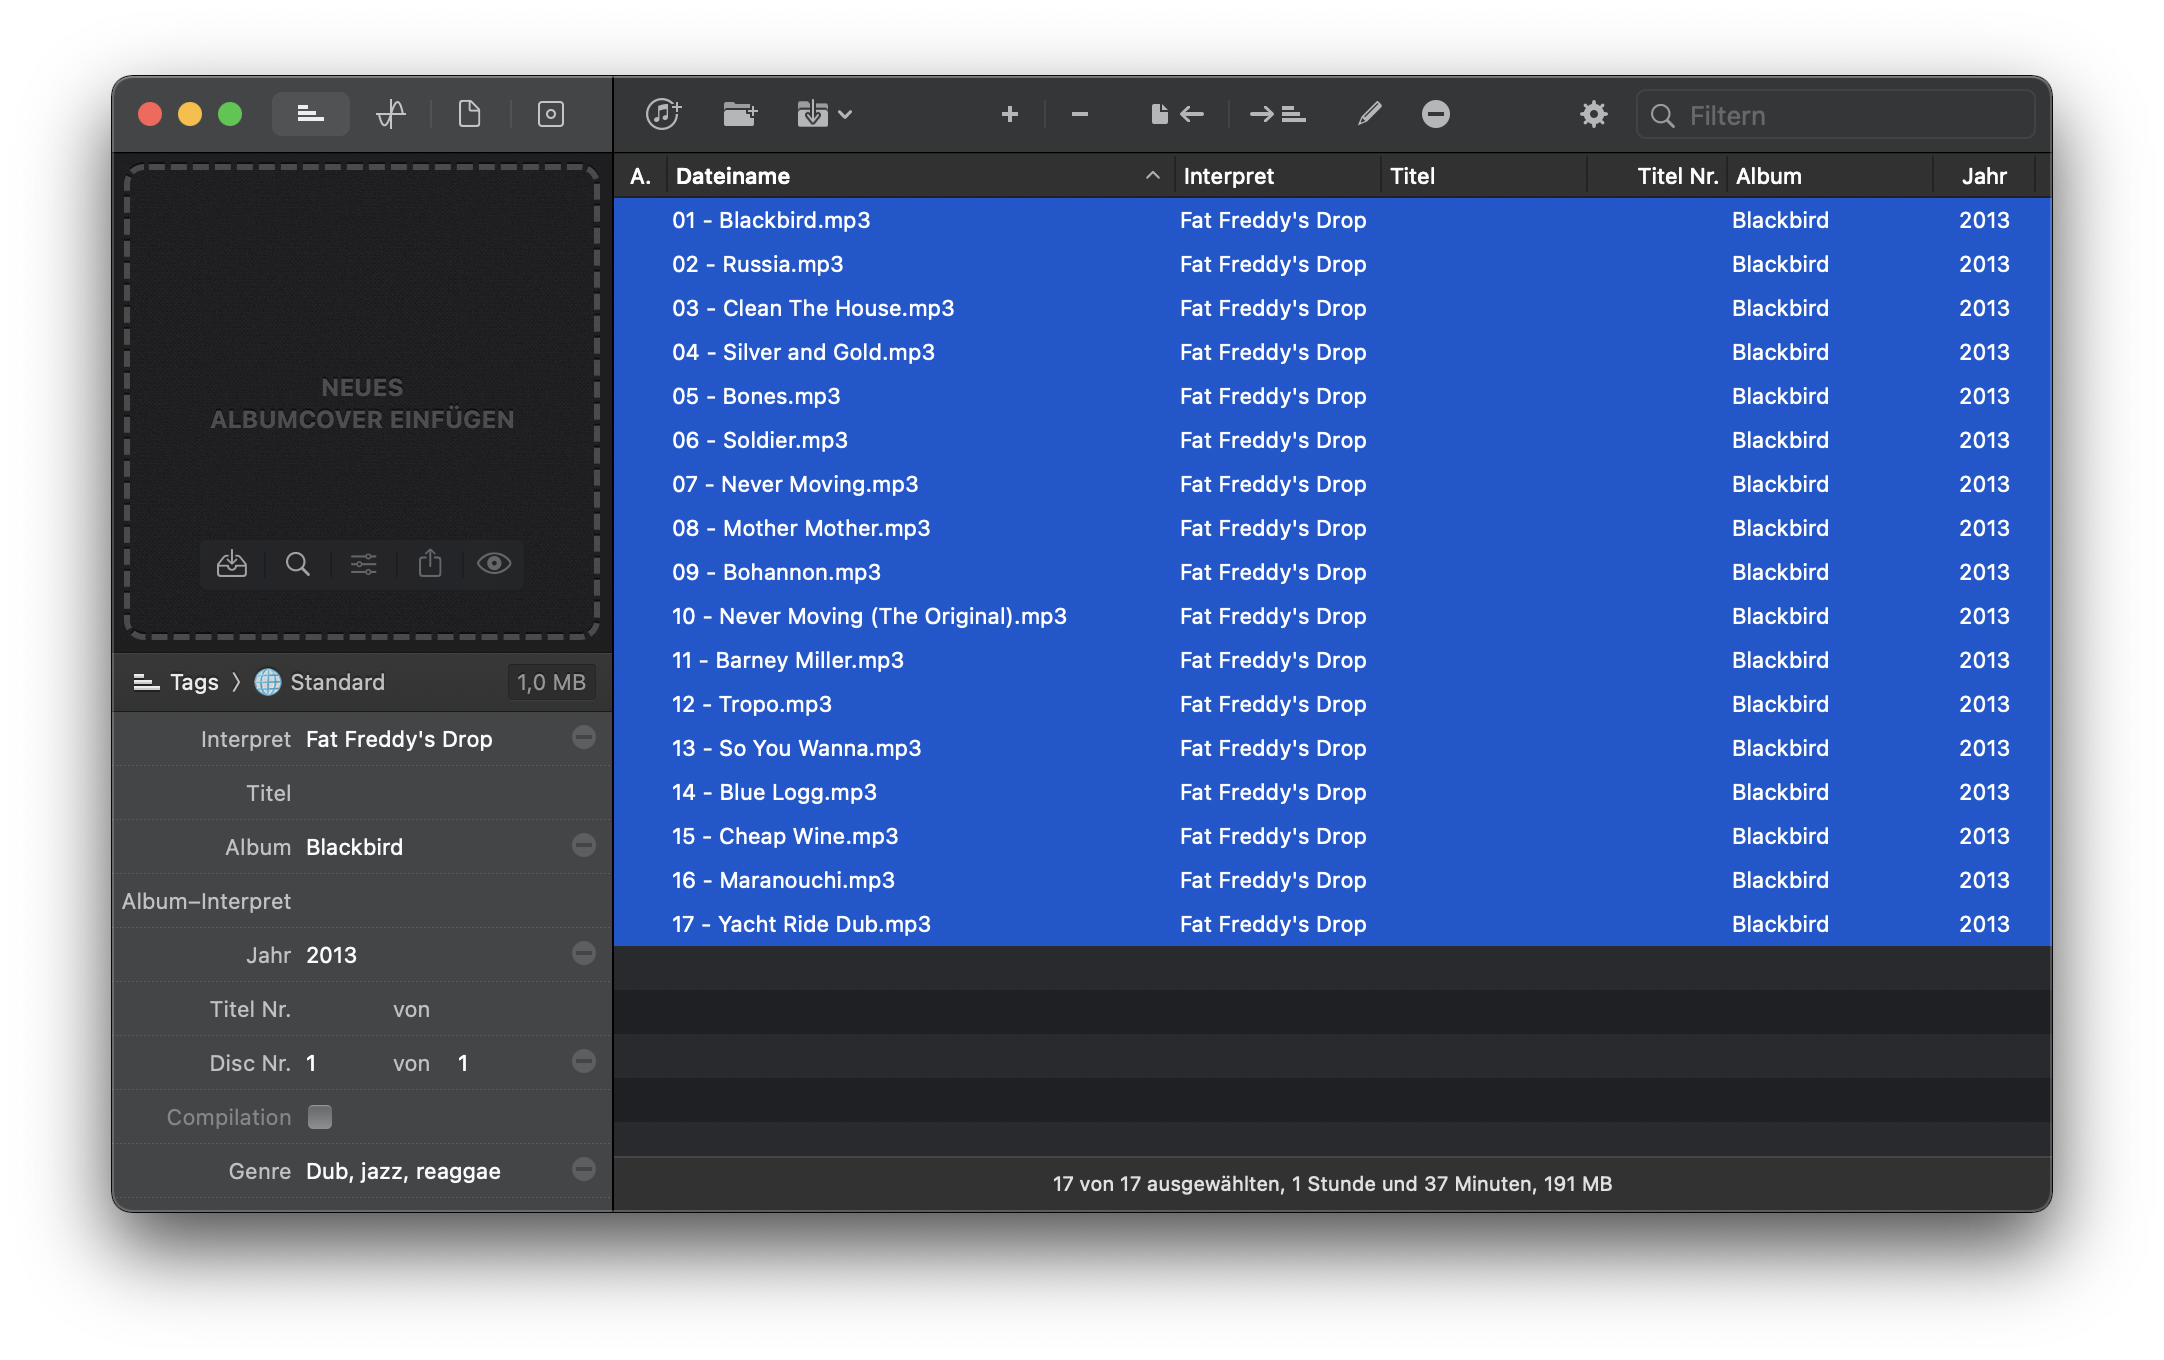 Filtern
A. Dateiname Interpret Titel Titel Nr. Album Jahr
01 - Blackbird.mp3 Fat Freddy's Drop Blackbird 2013
02 - Russia.mp3 Fat Freddy's Drop Blackbird 2013
03 - Clean The House.mp3 Fat Freddy's Drop Blackbird 2013
04 - Silver and Gold.mp3 Fat Freddy's Drop Blackbird 2013
05 - Bones.mp3 Fat Freddy's Drop Blackbird 2013
06 - Soldier.mp3 Fat Freddy's Drop Blackbird 2013
07 - Never Moving.mp3 Fat Freddy's Drop Blackbird 2013
08 - Mother Mother.mp3 Fat Freddy's Drop Blackbird 2013
09 - Bohannon.mp3 Fat Freddy's Drop Blackbird 2013
10 - Never Moving (The Original).mp3 Fat Freddy's Drop Blackbird 2013
11 - Barney Miller.mp3 Fat Freddy's Drop Blackbird 2013
12 - Tropo.mp3 Fat Freddy's Drop Blackbird 2013
13 - So You Wanna.mp3 Fat Freddy's Drop Blackbird 2013
14 - Blue Logg.mp3 Fat Freddy's Drop Blackbird 2013
15 - Cheap Wine.mp3 Fat Freddy's Drop Blackbird 2013
16 - Maranouchi.mp3 Fat Freddy's Drop Blackbird 2013
17 - Yacht Ride Dub.mp3 Fat Freddy's Drop Blackbird 2013
17 von 17 ausgewählten, 1 Stunde und 37 Minuten, 191 MB
NEUES
ALBUMCOVER EINFÜGEN
Tags 〉 Standard 1,0 MB
Interpret Fat Freddy's Drop
Titel
Album Blackbird
Album–Interpret
Jahr 2013
Titel Nr. von
Disc Nr. 1 von 1
Compilation
Genre Dub, jazz, reaggae